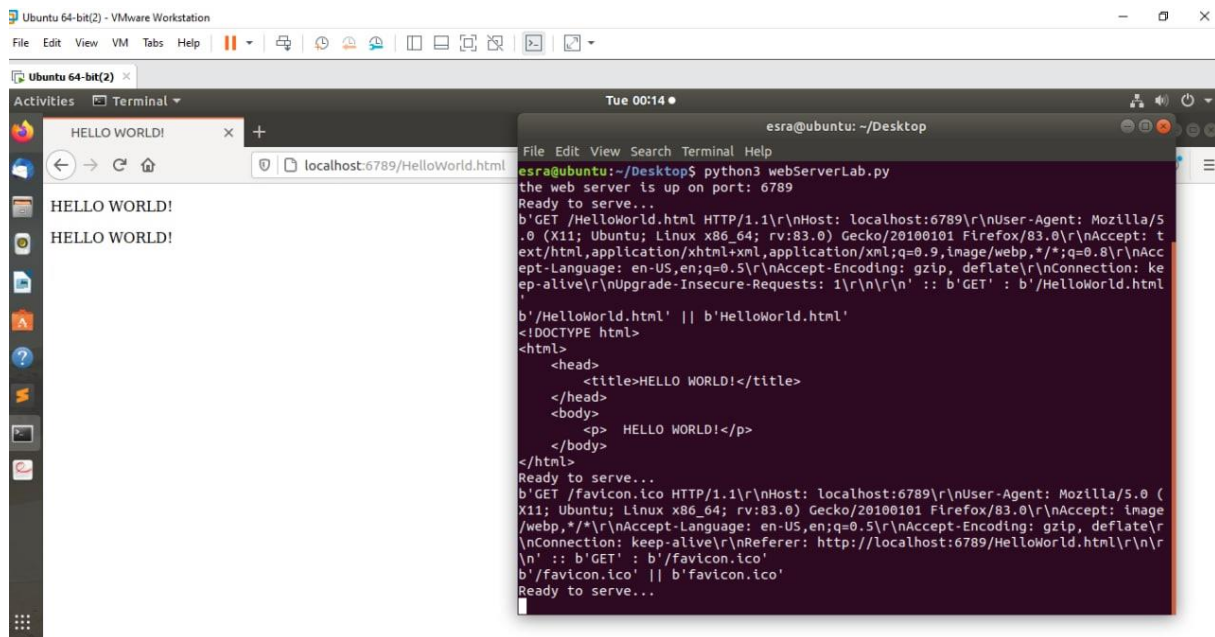 Ubuntu 64-bit(2) - VMware Workstation
File Edit View VM Tabs Help
Ubuntu 64-bit(2)
Activities Terminal Tue 00:14
HELLO WORLD!
localhost:6789/HelloWorld.html
HELLO WORLD!
HELLO WORLD!
esra@ubuntu: ~/Desktop
File Edit View Search Terminal Help
esra@ubuntu:~/Desktop$ python3 webServerLab.py
the web server is up on port: 6789
Ready to serve...
b'GET /HelloWorld.html HTTP/1.1\r\nHost: localhost:6789\r\nUser-Agent: Mozilla/5
.0 (X11; Ubuntu; Linux x86_64; rv:83.0) Gecko/20100101 Firefox/83.0\r\nAccept: t
ext/html,application/xhtml+xml,application/xml;q=0.9,image/webp,*/*;q=0.8\r\nAcc
ept-Language: en-US,en;q=0.5\r\nAccept-Encoding: gzip, deflate\r\nConnection: ke
ep-alive\r\nUpgrade-Insecure-Requests: 1\r\n\r\n' :: b'GET' : b'/HelloWorld.html
'
b'/HelloWorld.html' || b'HelloWorld.html'
<!DOCTYPE html>
<html>
    <head>
        <title>HELLO WORLD!</title>
    </head>
    <body>
        <p>  HELLO WORLD!</p>
    </body>
</html>
Ready to serve...
b'GET /favicon.ico HTTP/1.1\r\nHost: localhost:6789\r\nUser-Agent: Mozilla/5.0 (
X11; Ubuntu; Linux x86_64; rv:83.0) Gecko/20100101 Firefox/83.0\r\nAccept: image
/webp,*/*\r\nAccept-Language: en-US,en;q=0.5\r\nAccept-Encoding: gzip, deflate\r
\nConnection: keep-alive\r\nReferer: http://localhost:6789/HelloWorld.html\r\n\r
\n' :: b'GET' : b'/favicon.ico'
b'/favicon.ico' || b'favicon.ico'
Ready to serve...